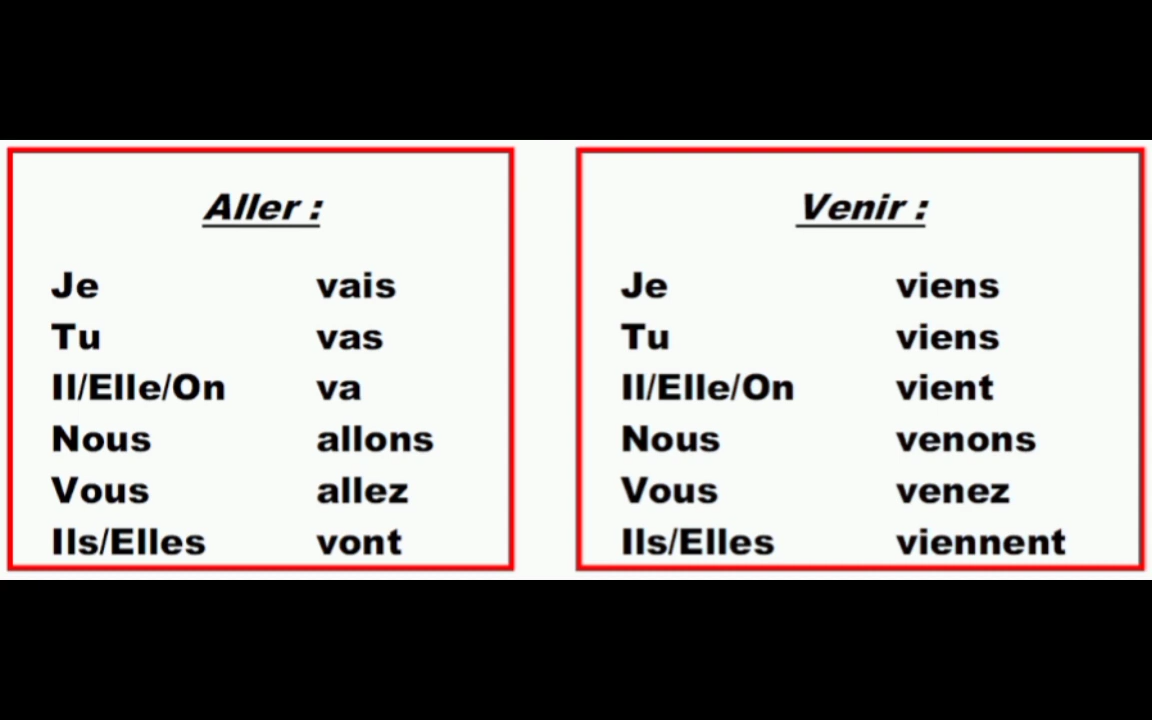 Aller :
Je vais
Tu vas
Il/Elle/On va
Nous allons
Vous allez
Ils/Elles vont
Venir :
Je viens
Tu viens
Il/Elle/On vient
Nous venons
Vous venez
Ils/Elles viennent